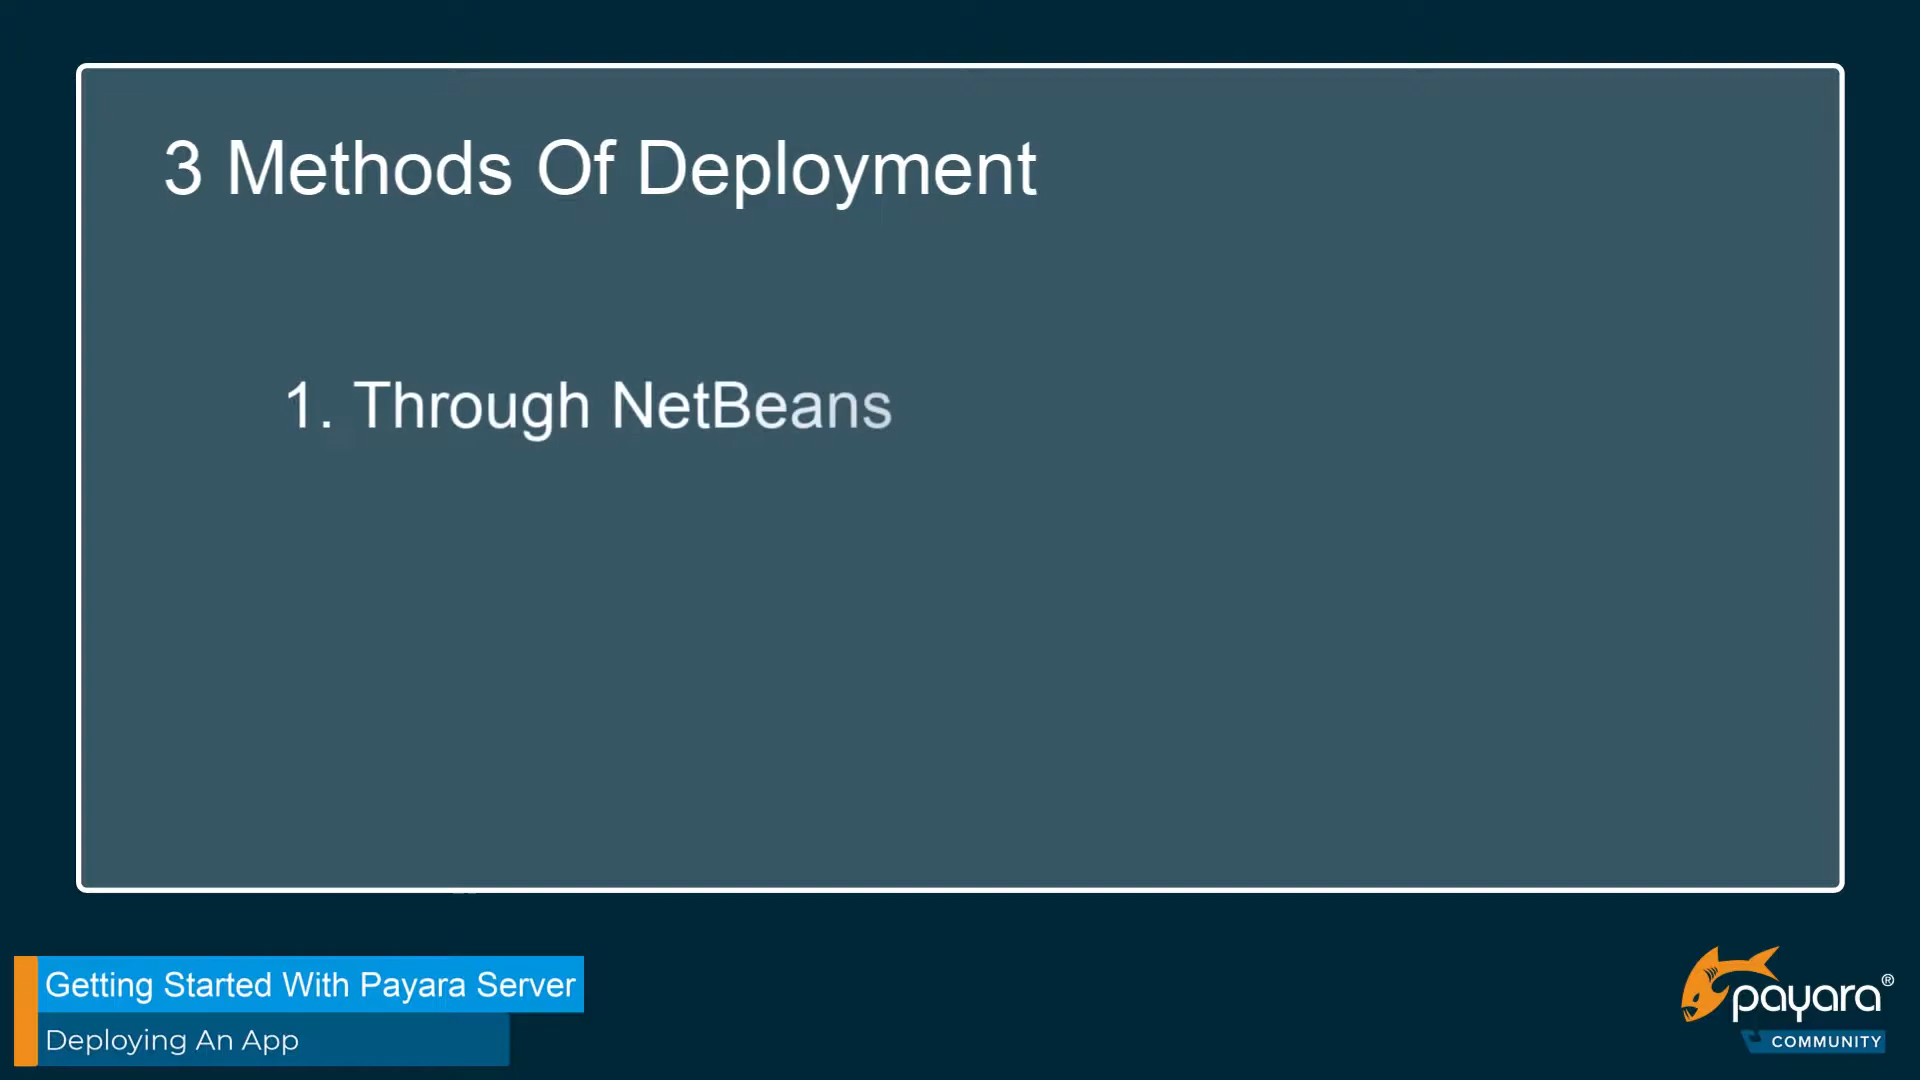 3 Methods Of Deployment
1. Through NetBeans
Getting Started With Payara Server
Deploying An App
payara®
COMMUNITY